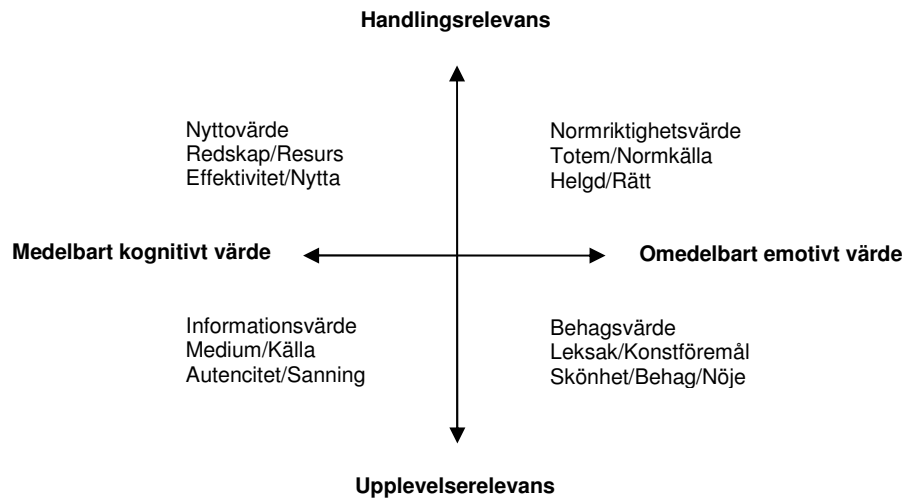 Handlingsrelevans
Nyttovärde
Redskap/Resurs
Effektivitet/Nytta
Normriktighetsvärde
Totem/Normkälla
Helgd/Rätt
Medelbart kognitivt värde
Omedelbart emotivt värde
Informationsvärde
Medium/Källa
Autencitet/Sanning
Behagsvärde
Leksak/Konstföremål
Skönhet/Behag/Nöje
Upplevelserelevans